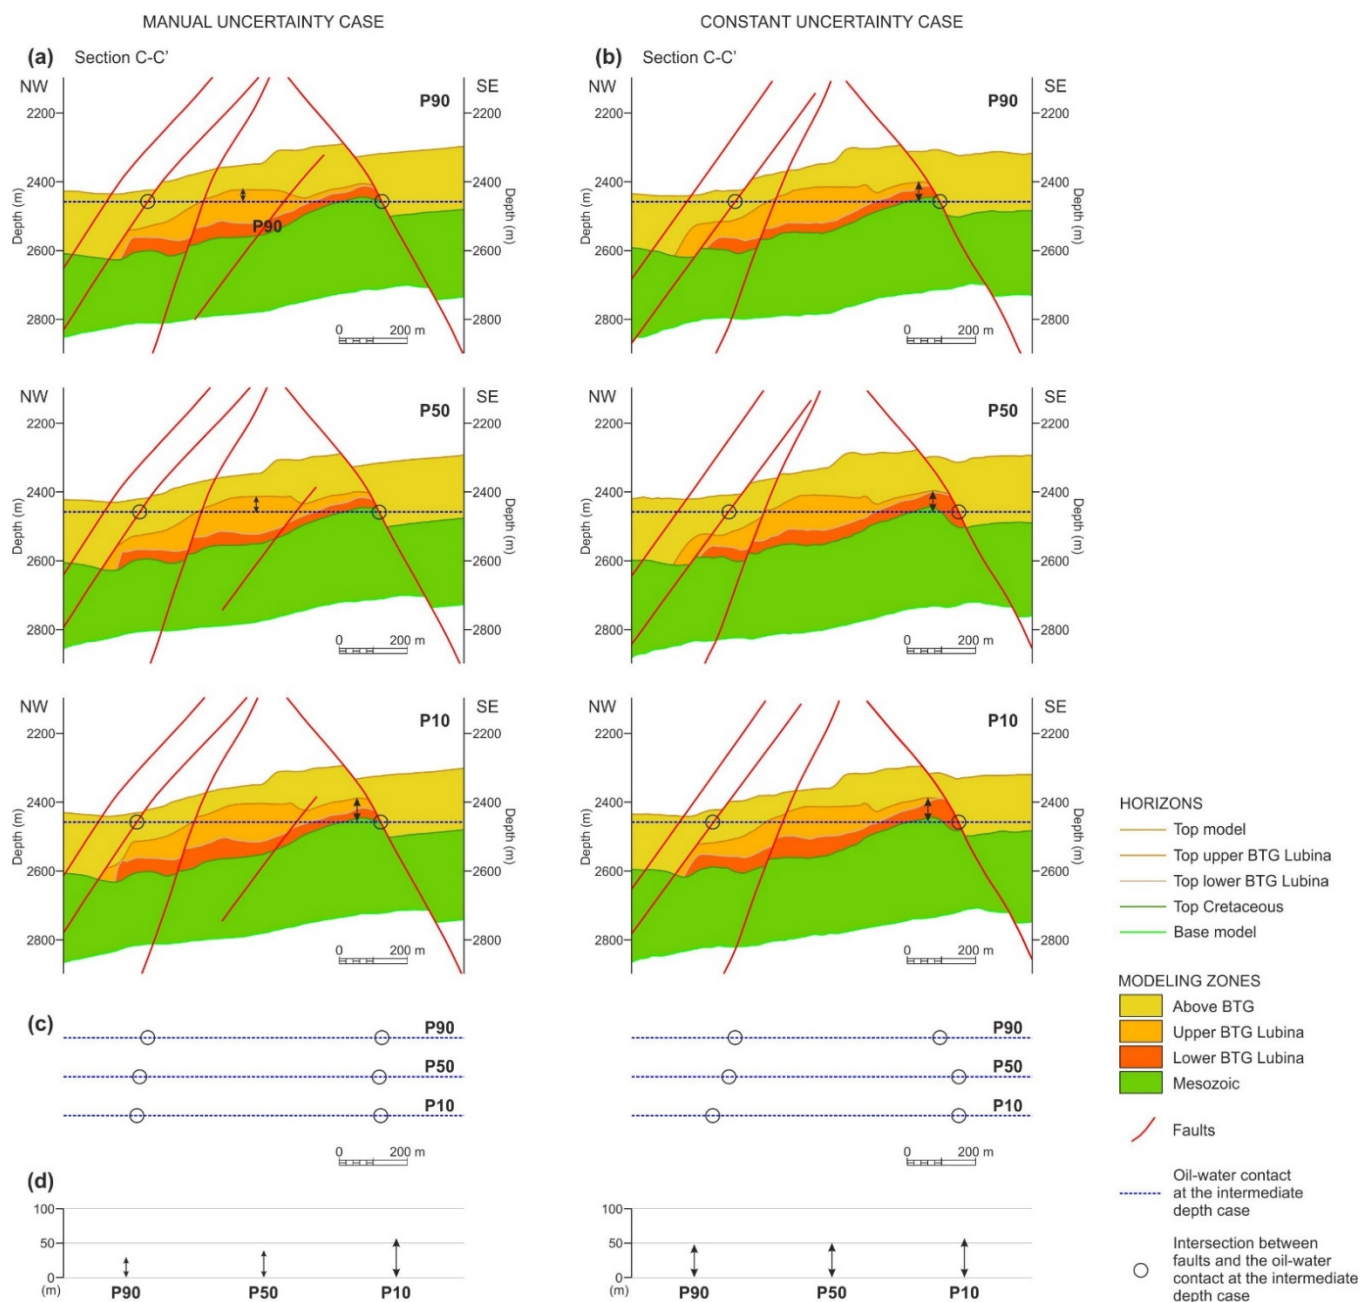 MANUAL UNCERTAINTY CASE
CONSTANT UNCERTAINTY CASE
(a) Section C-C'
NW
SE
P90
2200
2400
2600
2800
Depth (m)
2200
2400
2600
2800
Depth (m)
P90
0 200 m
(b) Section C-C'
NW
SE
P90
2200
2400
2600
2800
Depth (m)
2200
2400
2600
2800
Depth (m)
0 200 m
NW
SE
P50
2200
2400
2600
2800
Depth (m)
2200
2400
2600
2800
Depth (m)
0 200 m
NW
SE
P50
2200
2400
2600
2800
Depth (m)
2200
2400
2600
2800
Depth (m)
0 200 m
NW
SE
P10
2200
2400
2600
2800
Depth (m)
2200
2400
2600
2800
Depth (m)
0 200 m
NW
SE
P10
2200
2400
2600
2800
Depth (m)
2200
2400
2600
2800
Depth (m)
0 200 m
(c)
P90
P50
P10
0 200 m
P90
P50
P10
0 200 m
(d)
100
50
0
(m)
P90 P50 P10
100
50
0
(m)
P90 P50 P10
HORIZONS
Top model
Top upper BTG Lubina
Top lower BTG Lubina
Top Cretaceous
Base model
MODELING ZONES
Above BTG
Upper BTG Lubina
Lower BTG Lubina
Mesozoic
Faults
Oil-water contact
at the intermediate
depth case
Intersection between
faults and the oil-water
contact at the intermediate
depth case